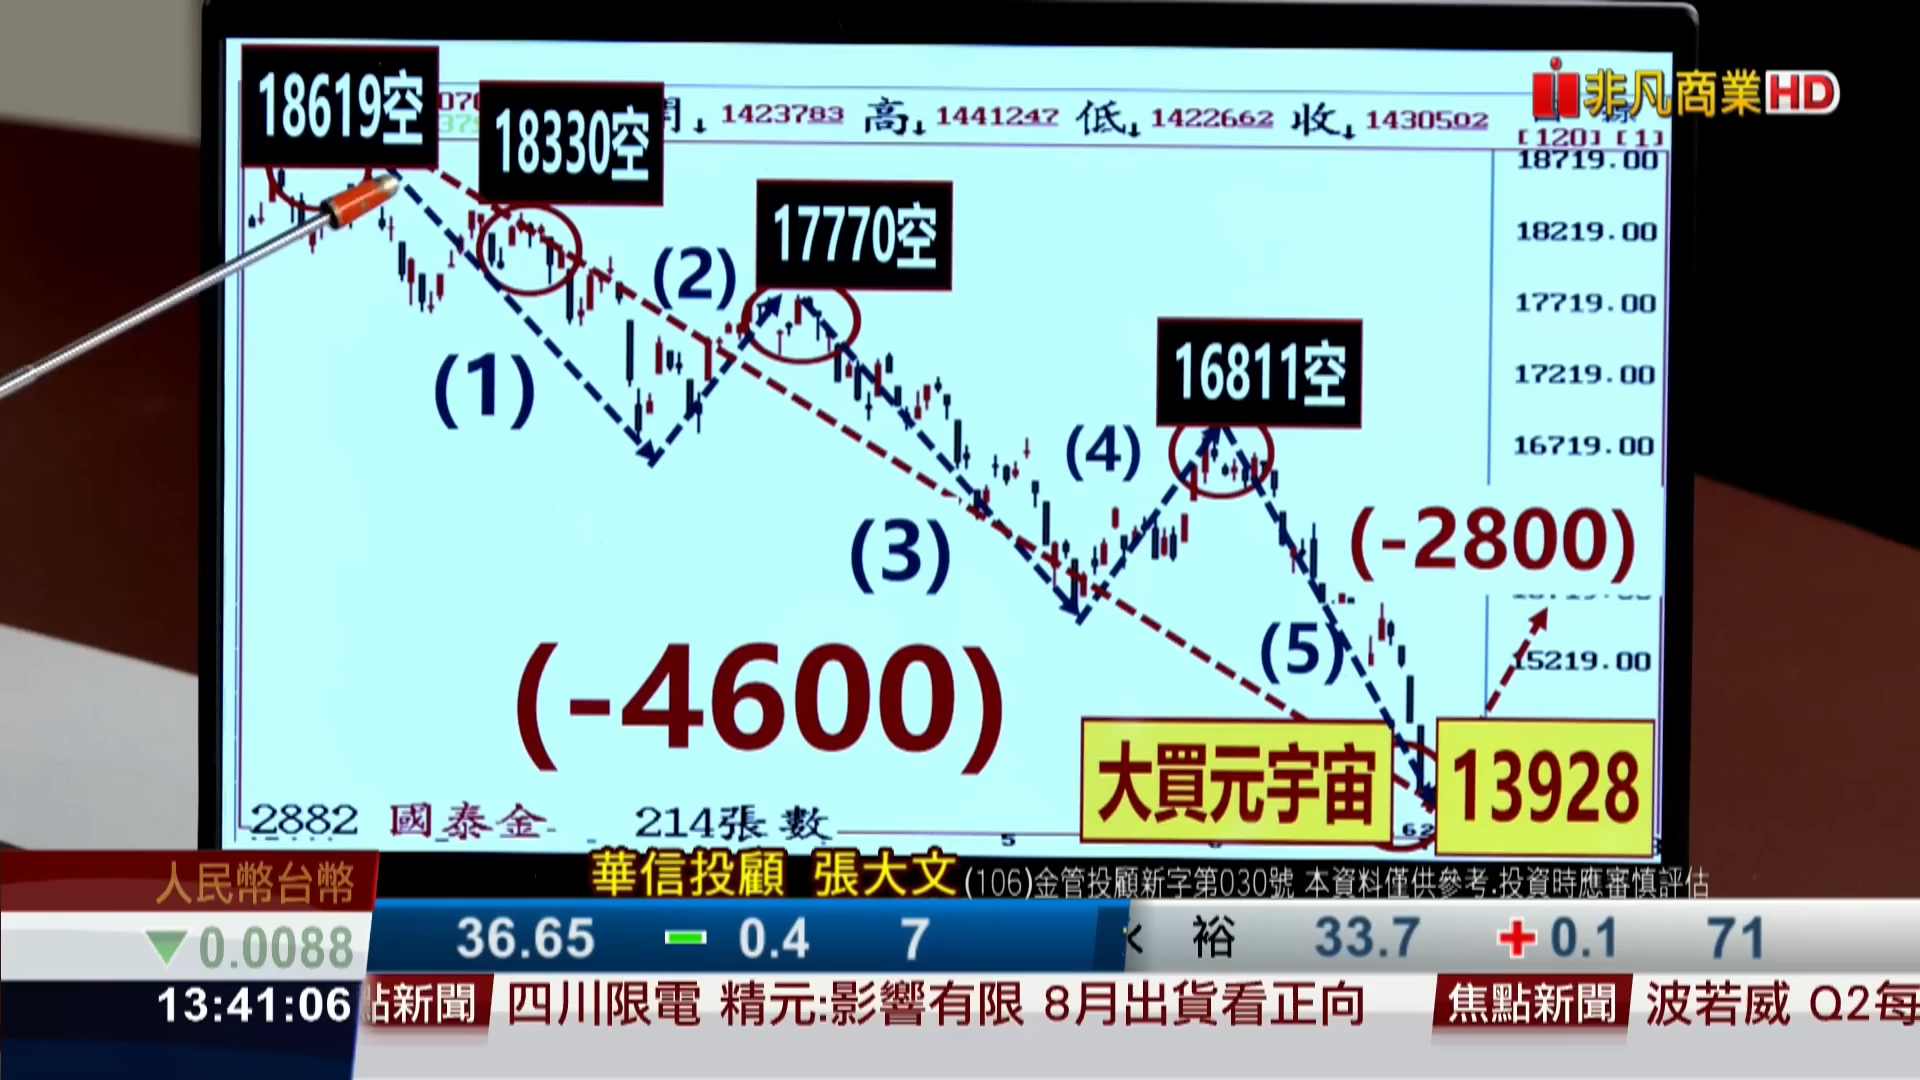 18619空
18330空
高↓ 1441247
1423783
低↓ 1422662
收↓ 1430502
非凡商業HD
[120] [1]
18719.00
17770空
18219.00
(2)
17719.00
(1)
16811空
17219.00
(4)
16719.00
(3)
(-2800)
(5)
15219.00
(-4600)
大買元宇宙
13928
2882 國泰金 214張數
5
62
人民幣台幣
華信投顧 張大文 (106)金管投顧新字第030號 本資料僅供參考.投資時應審慎評估
▼0.0088
36.65 - 0.4 7
裕 33.7 + 0.1 71
13:41:06
點新聞 四川限電 精元:影響有限 8月出貨看正向 焦點新聞 波若威 Q2每